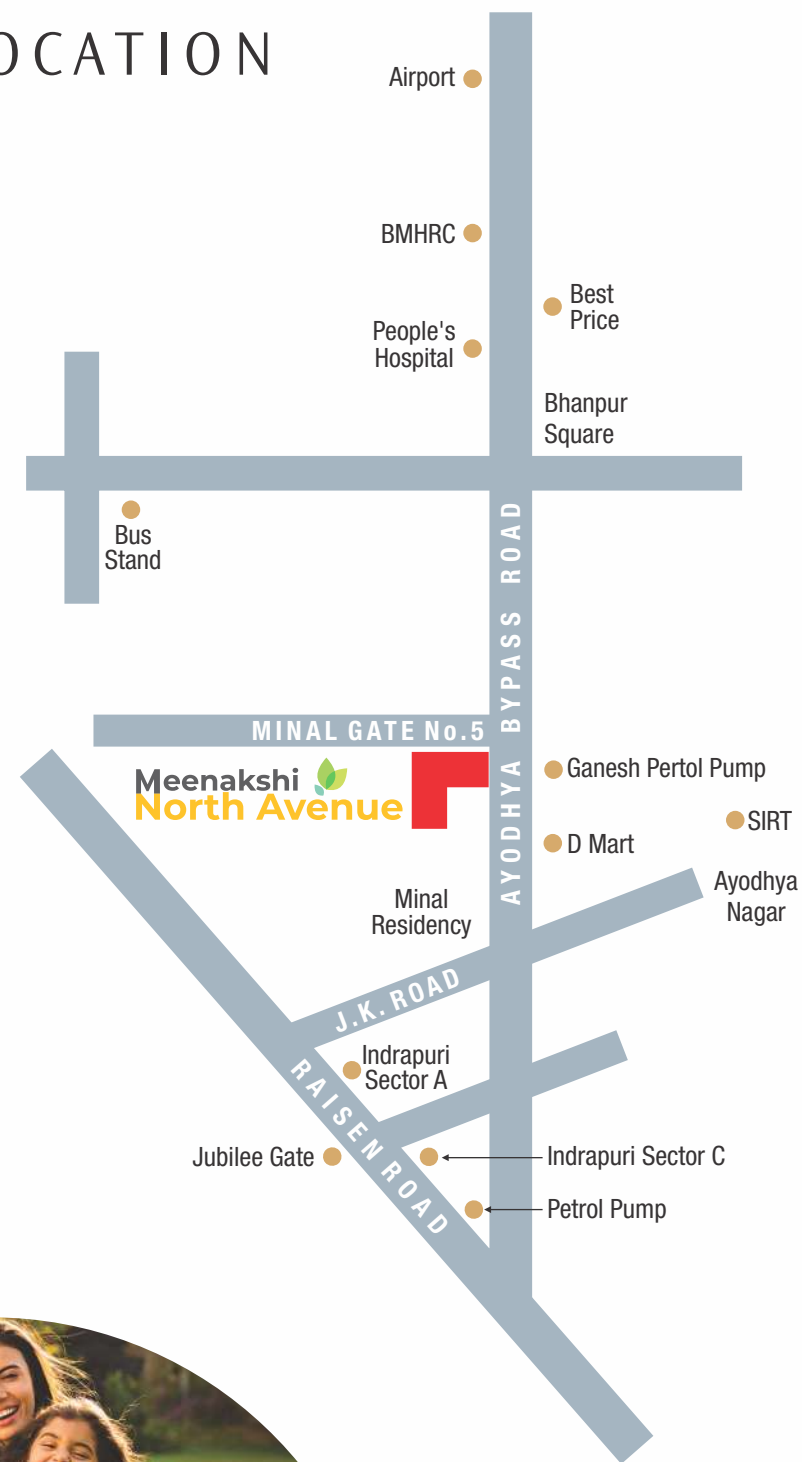 OCATION
Airport
BMHRC
Best
Price
People's
Hospital
Bhanpur
Square
Bus
Stand
AYODHYA BYPASS ROAD
MINAL GATE No.5
Meenakshi
North Avenue
Ganesh Pertol Pump
SIRT
D Mart
Ayodhya
Nagar
Minal
Residency
J.K. ROAD
Indrapuri
Sector A
RAISEN ROAD
Jubilee Gate
Indrapuri Sector C
Petrol Pump